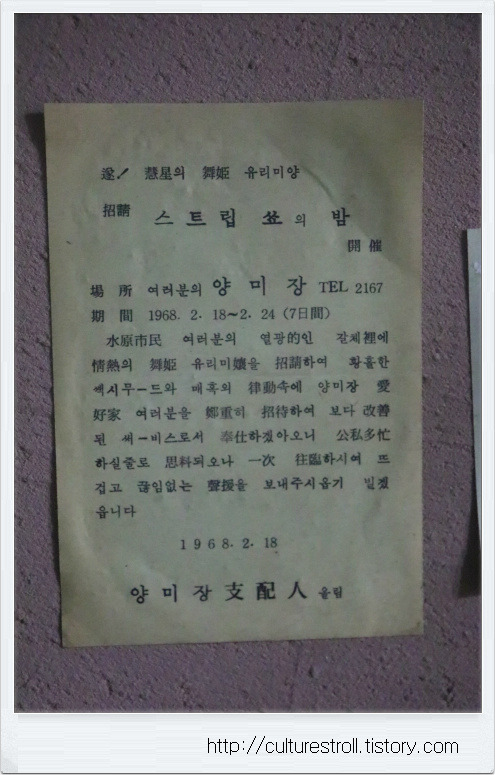 遂! 慧星의 舞姬 유리미양
招請 스트립 쑈의 밤
開催
場所 여러분의 양미장 TEL 2167
期間 1968. 2. 18~2. 24 (7日間)
水原市民 여러분의 열광的인 갈채裡에
情熱의 舞姬 유리미孃을 招請하여 황홀한
쎅시무ー드와 매혹의 律動속에 양미장 愛
好家 여러분을 鄭重히 招待하여 보다 改善
된 써ー비스로서 奉仕하겠아오니 公私多忙
하실줄로 思料되오나 一次 往臨하시여 뜨
겁고 끊임없는 聲援을 보내주시옵기 빌겠
읍니다
1968. 2. 18
양미장 支配人 올림
http://culturestroll.tistory.com